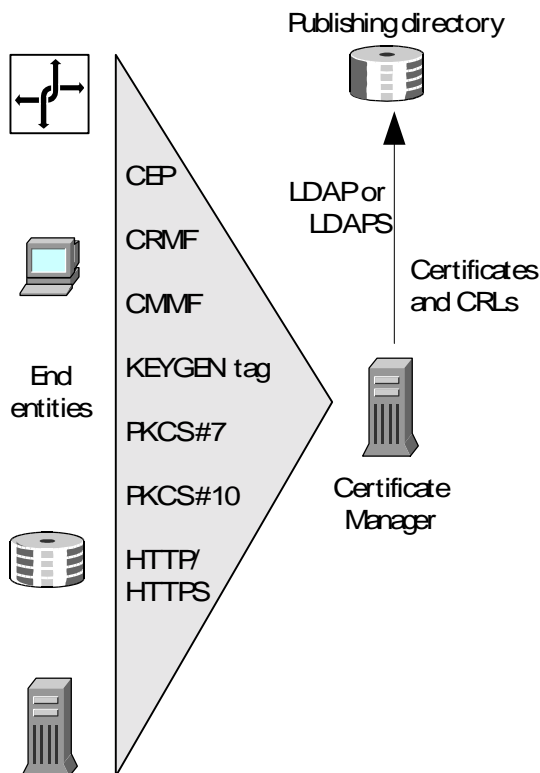 Publishing directory
CEP
CRMF
CMMF
KEYGEN tag
PKCS#7
PKCS#10
HTTP/
HTTPS
End
entities
LDAP or
LDAPS
Certificates
and CRLs
Certificate
Manager